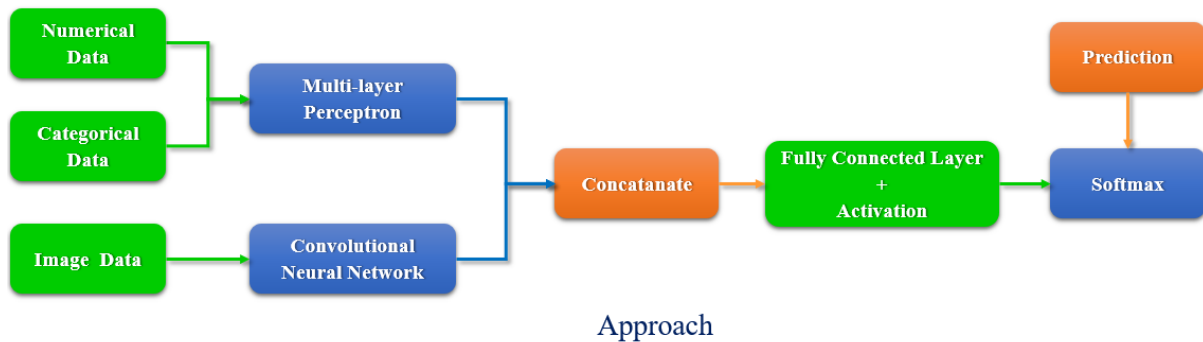 Numerical
Data
Categorical
Data
Image Data
Multi-layer
Perceptron
Convolutional
Neural Network
Concatanate
Fully Connected Layer
+
Activation
Prediction
Softmax
Approach